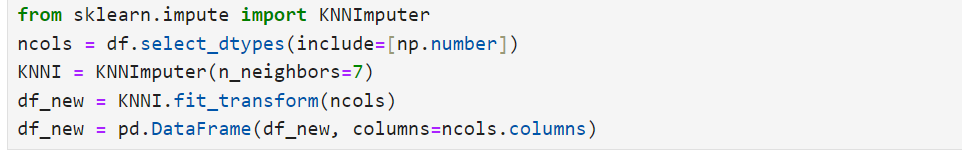 from sklearn.impute import KNNImputer
ncols = df.select_dtypes(include=[np.number])
KNNI = KNNImputer(n_neighbors=7)
df_new = KNNI.fit_transform(ncols)
df_new = pd.DataFrame(df_new, columns=ncols.columns)